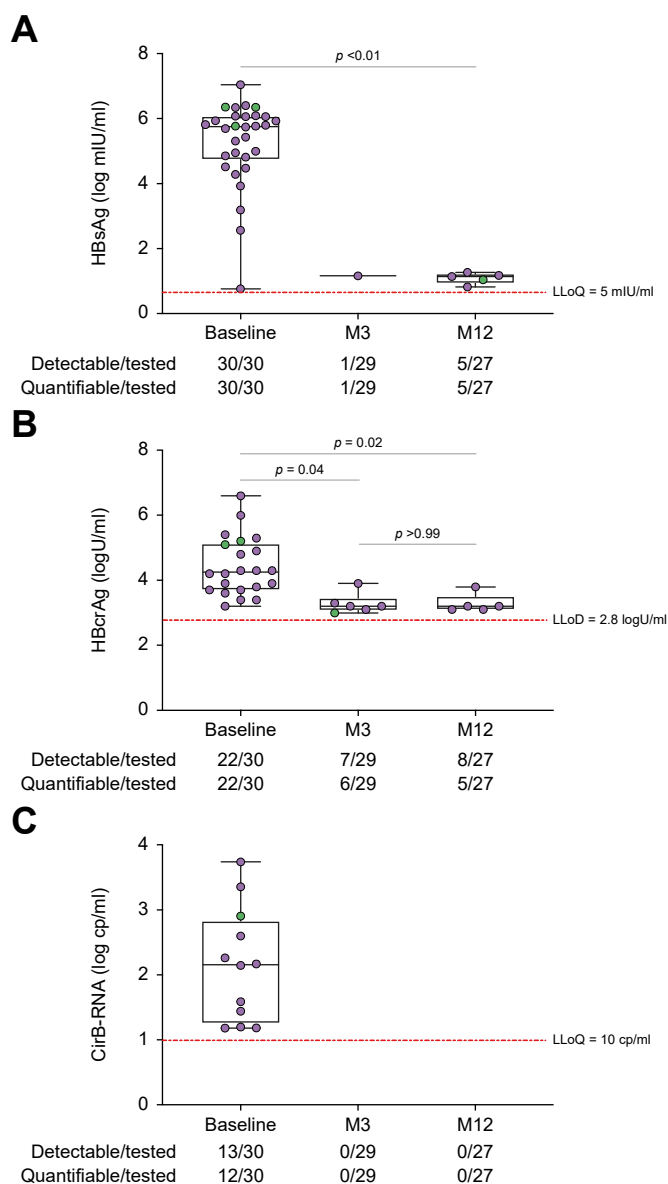 A
8
6
4
2
0
HBsAg (log mIU/ml)
p <0.01
LLoQ = 5 mIU/ml
Baseline M3 M12
Detectable/tested 30/30 1/29 5/27
Quantifiable/tested 30/30 1/29 5/27
B
8
6
4
2
0
HBcrAg (logU/ml)
p = 0.02
p = 0.04
p >0.99
LLoD = 2.8 logU/ml
Baseline M3 M12
Detectable/tested 22/30 7/29 8/27
Quantifiable/tested 22/30 6/29 5/27
C
4
3
2
1
0
CirB-RNA (log cp/ml)
LLoQ = 10 cp/ml
Baseline M3 M12
Detectable/tested 13/30 0/29 0/27
Quantifiable/tested 12/30 0/29 0/27